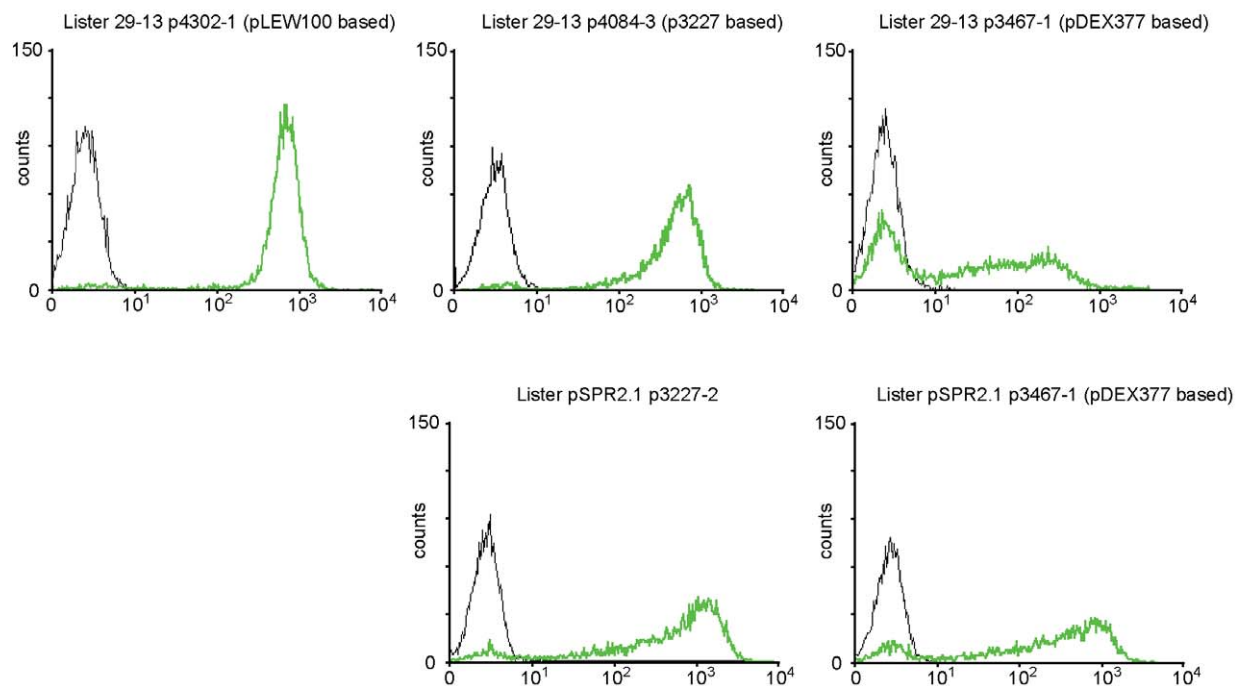 Lister 29-13 p4302-1 (pLEW100 based)
Lister 29-13 p4084-3 (p3227 based)
Lister 29-13 p3467-1 (pDEX377 based)
150
counts
0
0 10¹ 10² 10³ 10⁴
150
counts
0
0 10¹ 10² 10³ 10⁴
150
counts
0
0 10¹ 10² 10³ 10⁴
Lister pSPR2.1 p3227-2
Lister pSPR2.1 p3467-1 (pDEX377 based)
150
counts
0
0 10¹ 10² 10³ 10⁴
150
counts
0
0 10¹ 10² 10³ 10⁴